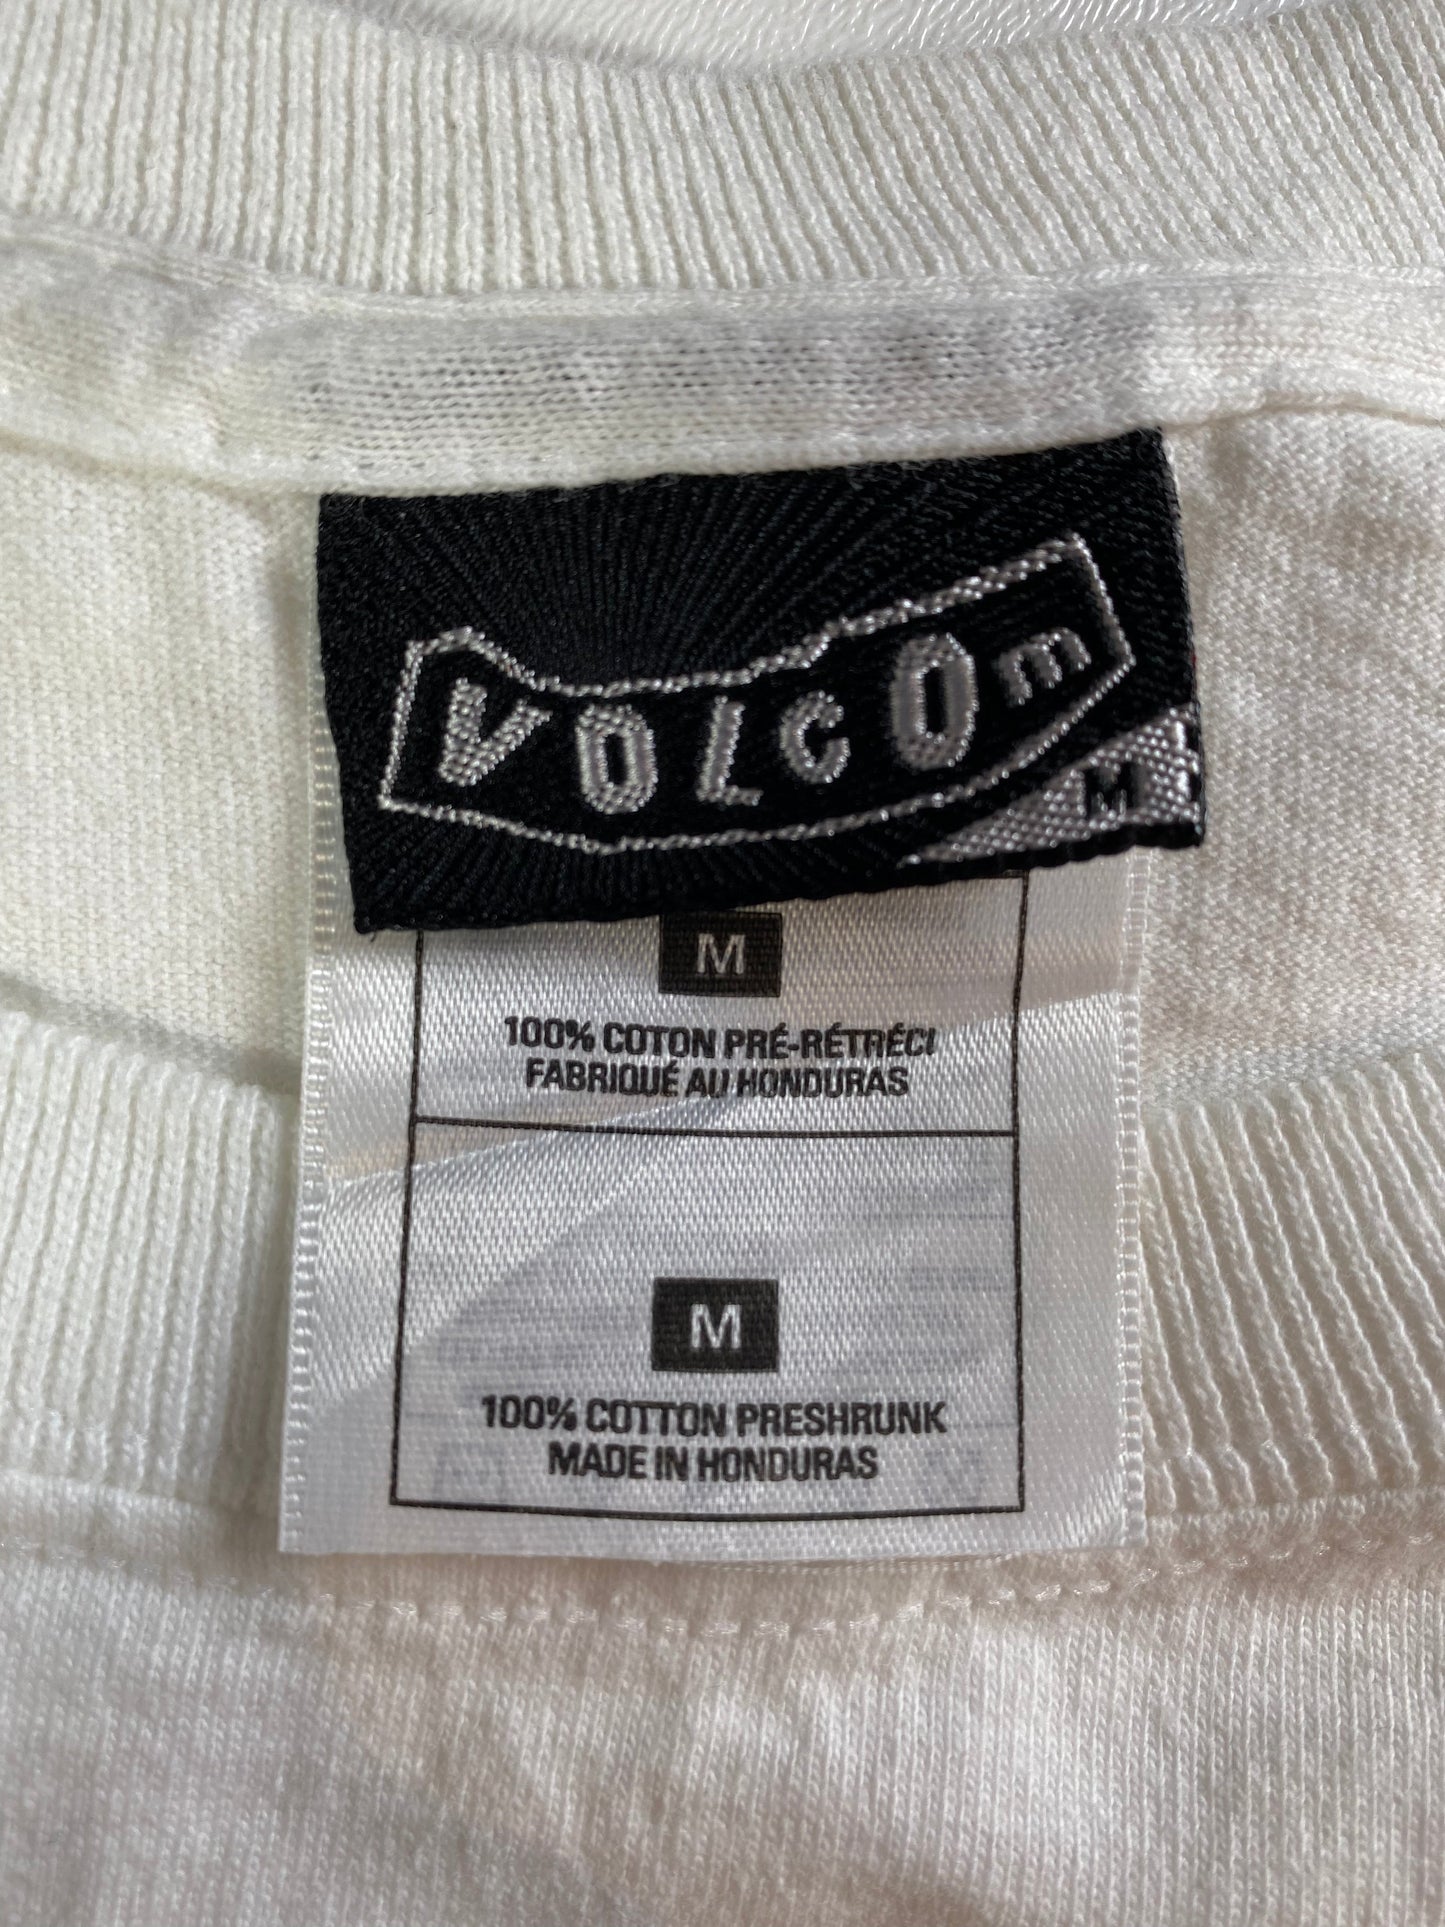 VOLCOm
M
M
100% COTON PRÉ-RÉTRÉCI
FABRIQUÉ AU HONDURAS
M
100% COTTON PRESHRUNK
MADE IN HONDURAS